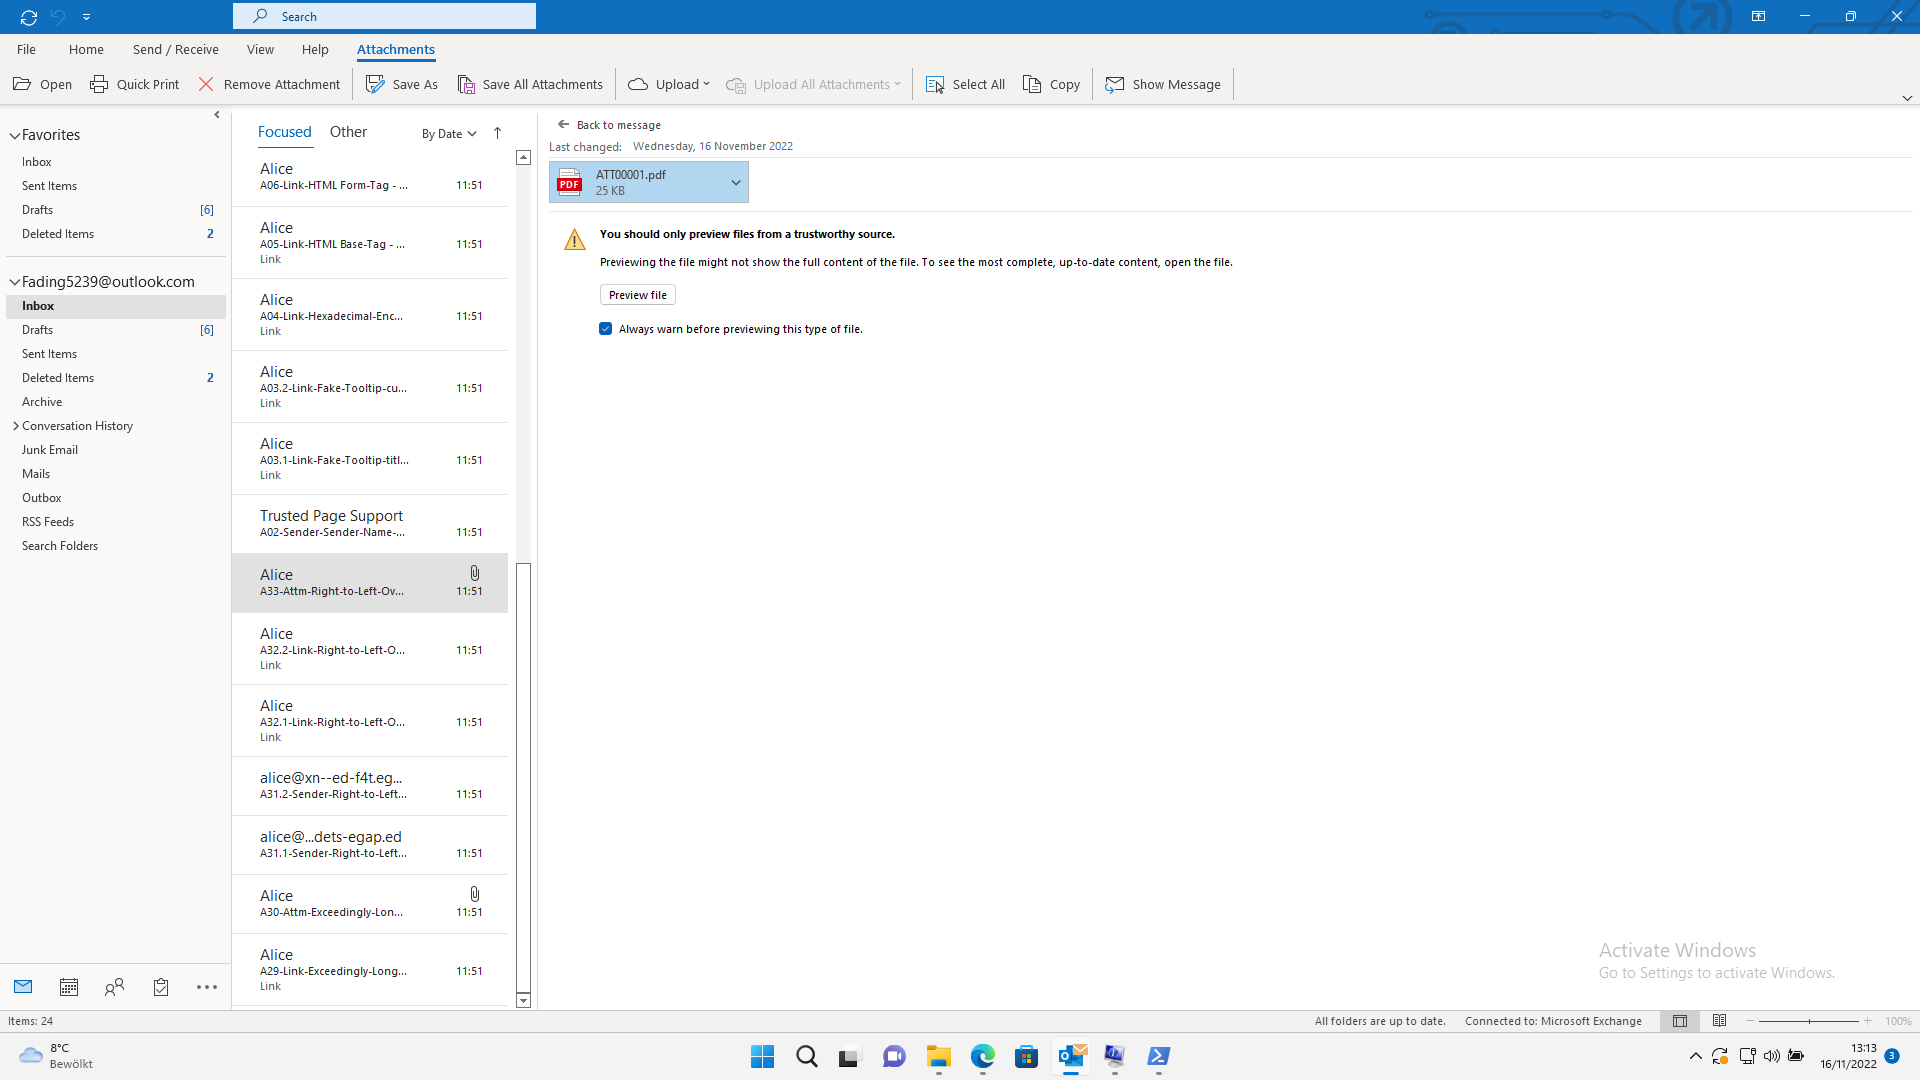 Search
File Home Send / Receive View Help Attachments
Open Quick Print Remove Attachment Save As Save All Attachments Upload Upload All Attachments Select All Copy Show Message
Favorites
Inbox
Sent Items
Drafts [6]
Deleted Items 2
Fading5239@outlook.com
Inbox
Drafts [6]
Sent Items
Deleted Items 2
Archive
Conversation History
Junk Email
Mails
Outbox
RSS Feeds
Search Folders
Focused Other By Date
Alice
A06-Link-HTML Form-Tag - ... 11:51
Alice
A05-Link-HTML Base-Tag - ... 11:51
Link
Alice
A04-Link-Hexadecimal-Enc... 11:51
Link
Alice
A03.2-Link-Fake-Tooltip-cu... 11:51
Link
Alice
A03.1-Link-Fake-Tooltip-titl... 11:51
Link
Trusted Page Support
A02-Sender-Sender-Name-... 11:51
Alice
A33-Attm-Right-to-Left-Ov... 11:51
Alice
A32.2-Link-Right-to-Left-O... 11:51
Link
Alice
A32.1-Link-Right-to-Left-O... 11:51
Link
alice@xn--ed-f4t.eg...
A31.2-Sender-Right-to-Left... 11:51
alice@...dets-egap.ed
A31.1-Sender-Right-to-Left... 11:51
Alice
A30-Attm-Exceedingly-Lon... 11:51
Alice
A29-Link-Exceedingly-Long... 11:51
Link
Back to message
Last changed: Wednesday, 16 November 2022
PDF
ATT00001.pdf
25 KB
You should only preview files from a trustworthy source.
Previewing the file might not show the full content of the file. To see the most complete, up-to-date content, open the file.
Preview file
Always warn before previewing this type of file.
Activate Windows
Go to Settings to activate Windows.
Items: 24 All folders are up to date. Connected to: Microsoft Exchange 100%
8°C
Bewölkt
13:13
16/11/2022
3